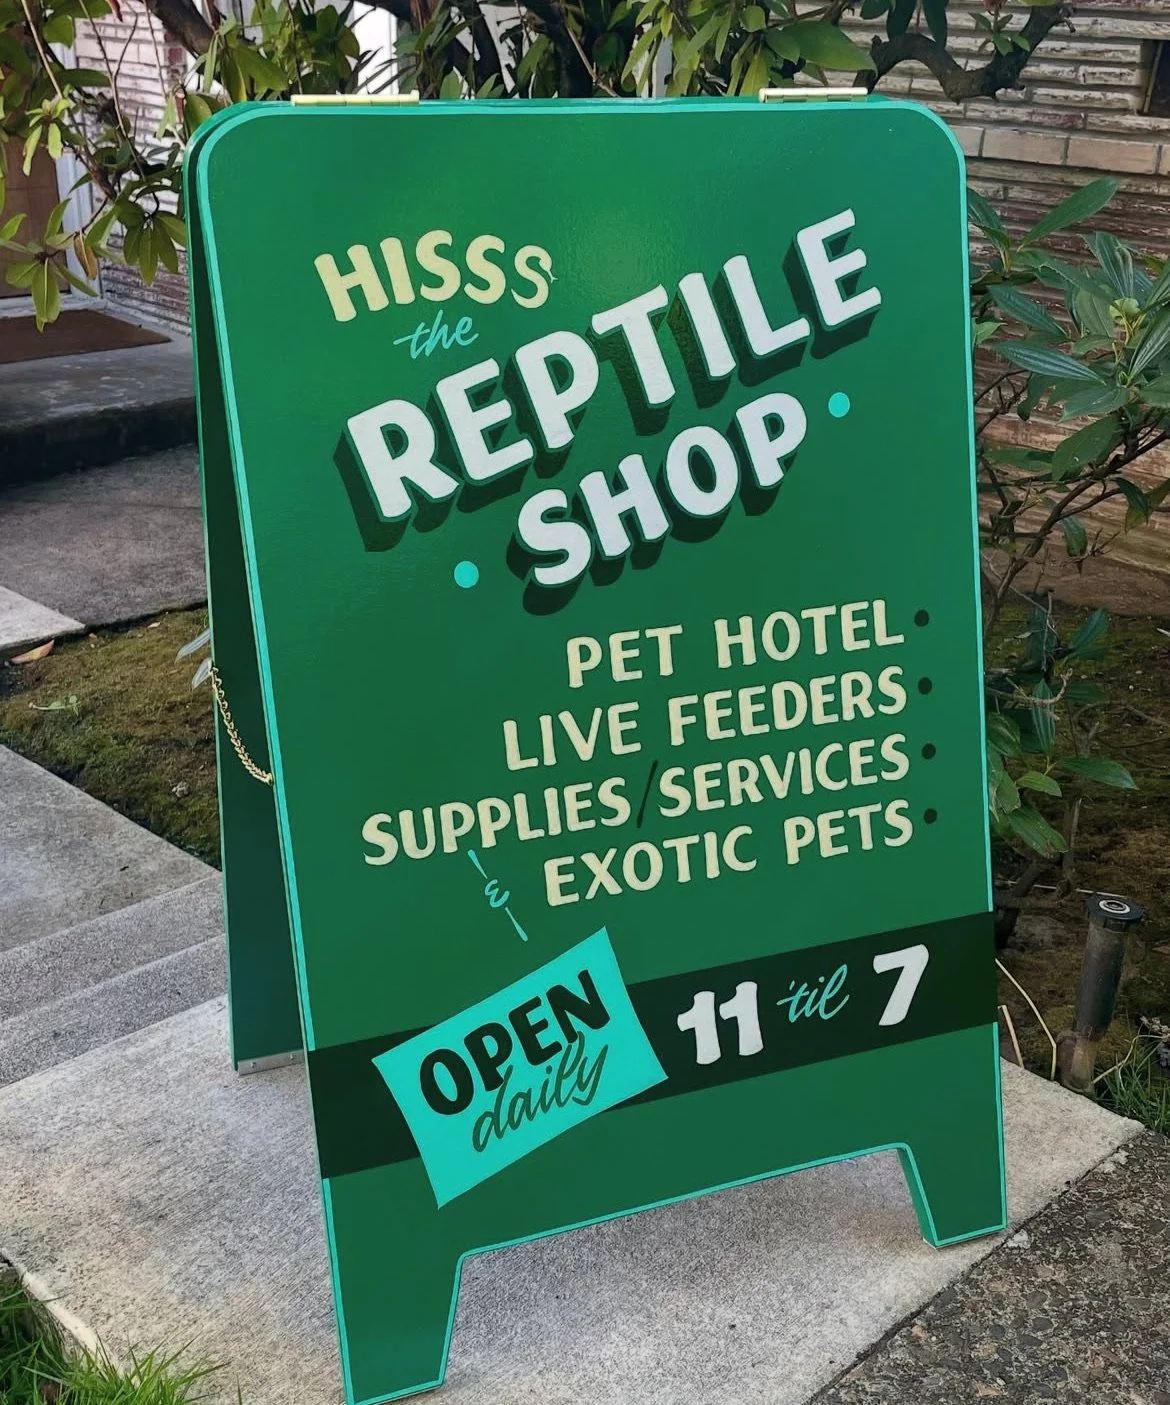 HISSS
the
REPTILE
SHOP
PET HOTEL
LIVE FEEDERS
SUPPLIES/SERVICES
& EXOTIC PETS
OPEN
daily
11 'til 7